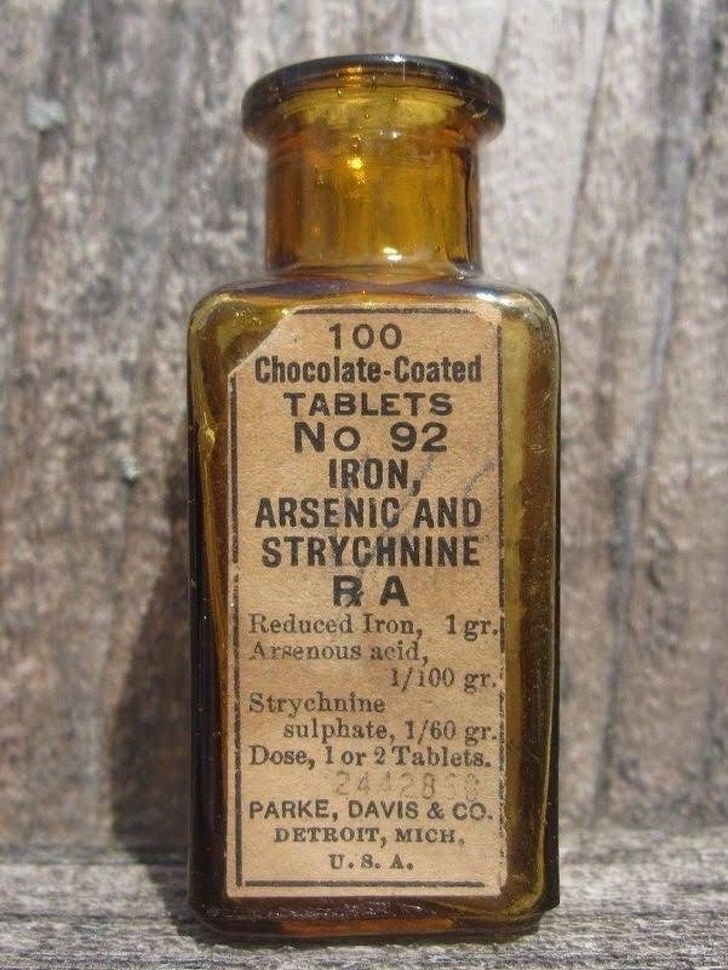 100
Chocolate-Coated
TABLETS
No 92
IRON,
ARSENIC AND
STRYCHNINE
℞ A
Reduced Iron, 1 gr.
Arsenous acid,
1/100 gr.
Strychnine
sulphate, 1/60 gr.
Dose, 1 or 2 Tablets.
PARKE, DAVIS & CO.
DETROIT, MICH.
U. S. A.